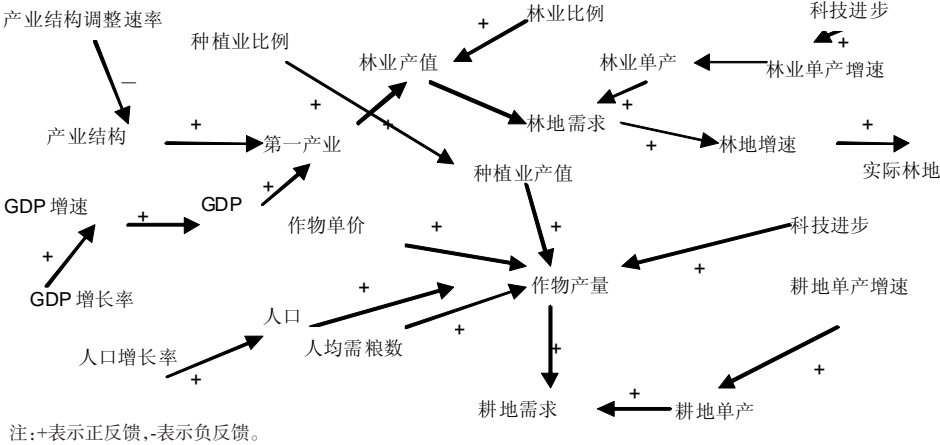 产业结构调整速率
林业比例
科技进步
种植业比例
+
+
林业产值
林业单产
林业单产增速
—
+
+
+
产业结构
+
第一产业
林地需求
+
林地增速
+
实际林地
种植业产值
+
GDP 增速
+
GDP
作物单价
+
+
科技进步
+
+
作物产量
耕地单产增速
GDP 增长率
+
人口
+
人均需粮数
人口增长率
+
+
+
耕地需求
+
耕地单产
注:+表示正反馈,-表示负反馈。